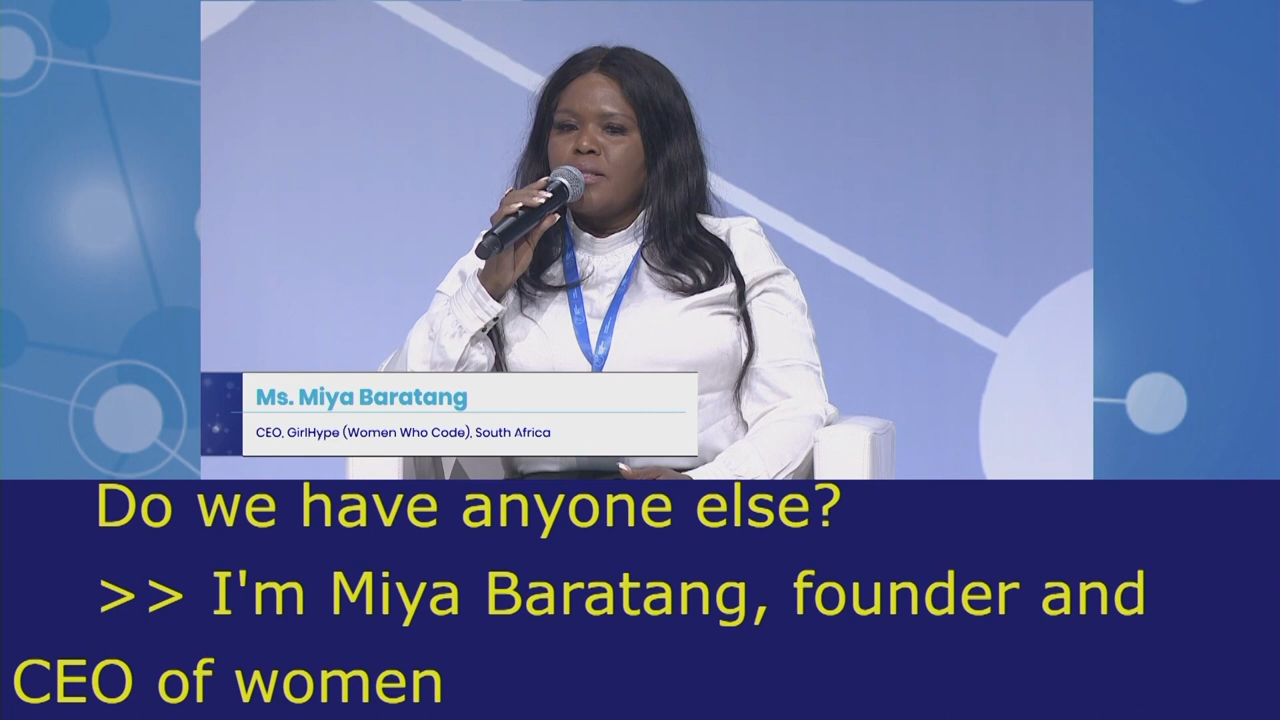 Ms. Miya Baratang
CEO, GirlHype (Women Who Code), South Africa
Do we have anyone else?
>> I'm Miya Baratang, founder and
CEO of women